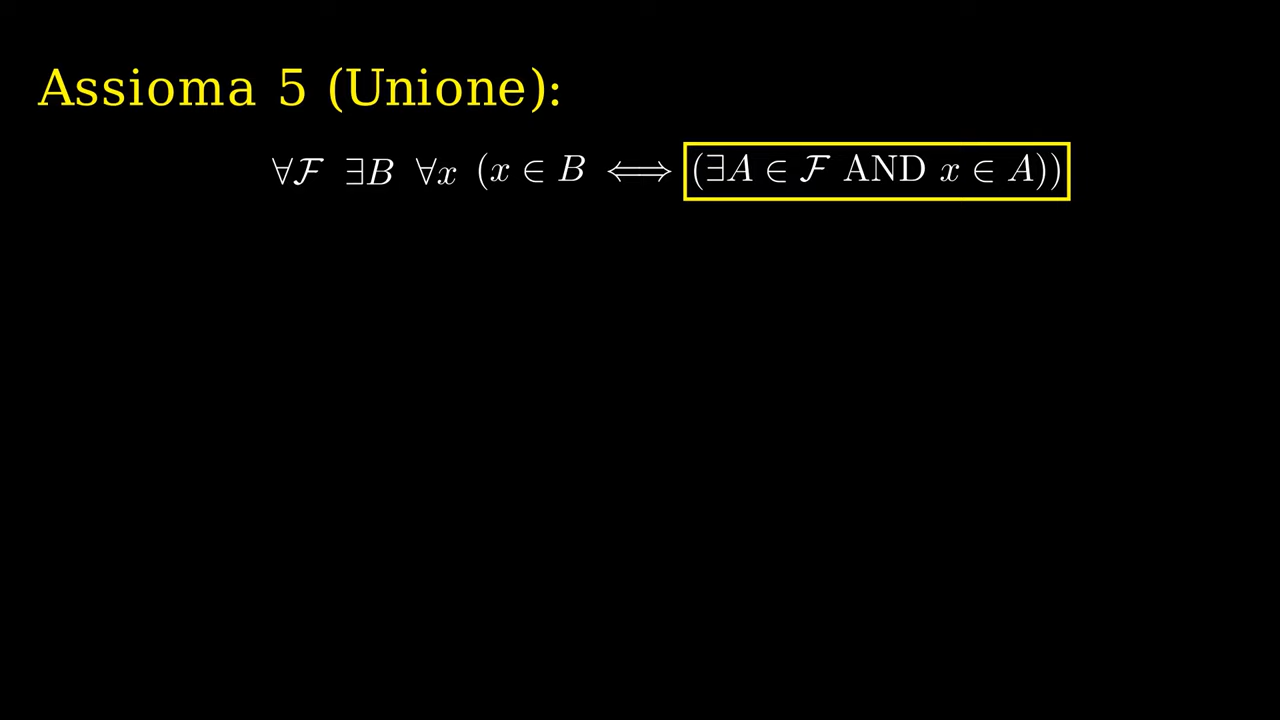 Assioma 5 (Unione):
∀ℱ ∃B ∀x (x ∈ B ⟺ (∃A ∈ ℱ AND x ∈ A))